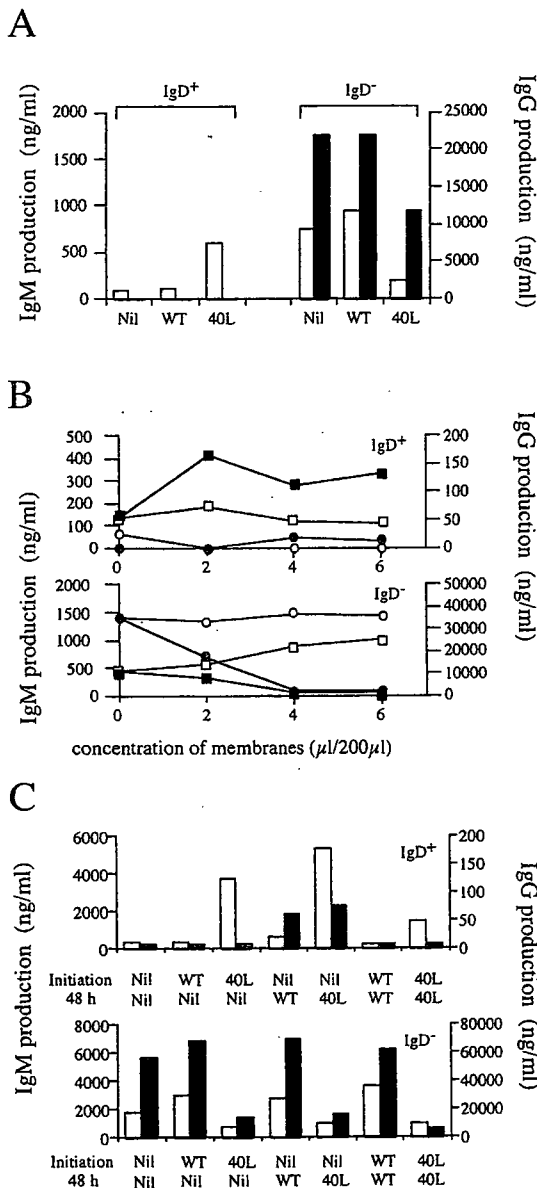 A
IgD+ IgD-
IgM production (ng/ml)
2000
1500
1000
500
0
IgG production (ng/ml)
25000
20000
15000
10000
5000
0
Nil WT 40L Nil WT 40L
B
IgM production (ng/ml)
500
400
300
200
100
0
IgD+
IgG production (ng/ml)
200
150
100
50
0
0 2 4 6
2000
1500
1000
500
0
IgD-
50000
40000
30000
20000
10000
0
0 2 4 6
concentration of membranes (µl/200µl)
C
IgM production (ng/ml)
6000
4000
2000
0
IgD+
IgG production (ng/ml)
200
150
100
50
0
Initiation Nil WT 40L Nil Nil WT 40L
48 h Nil Nil Nil WT 40L WT 40L
8000
6000
4000
2000
0
IgD-
80000
60000
40000
20000
0
Initiation Nil WT 40L Nil Nil WT 40L
48 h Nil Nil Nil WT 40L WT 40L